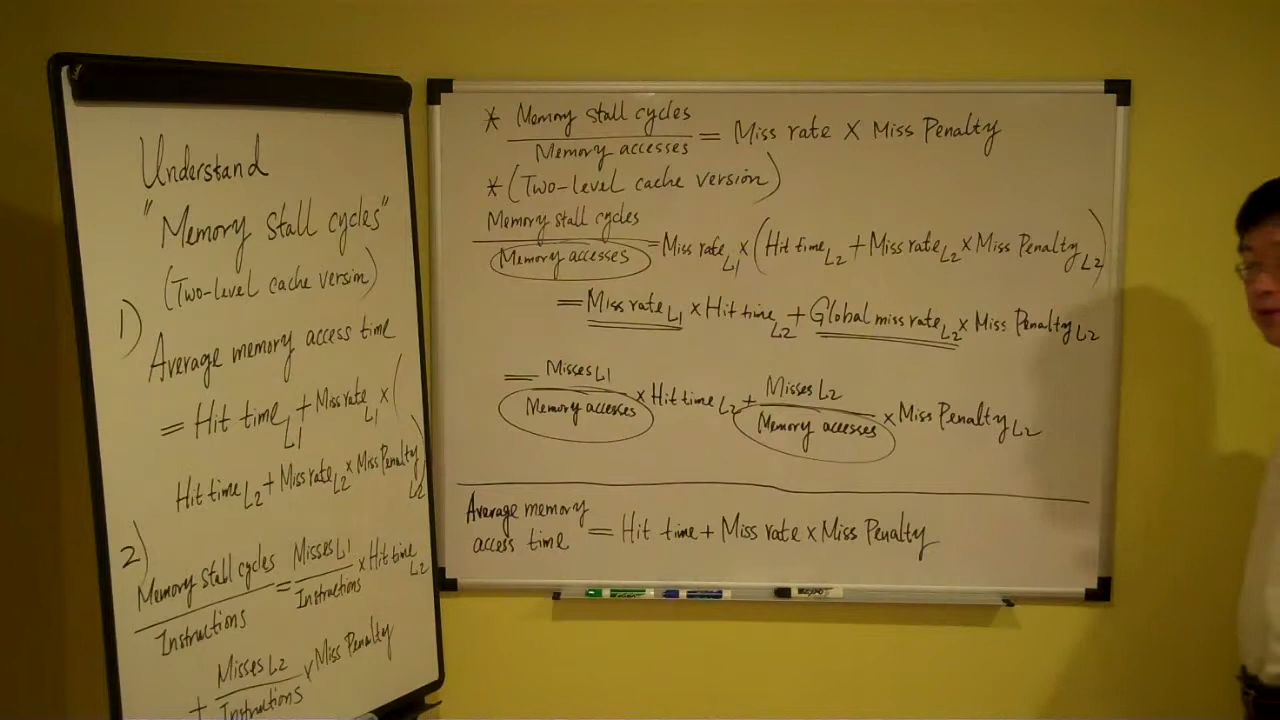 Understand
"Memory stall cycles"
(Two-level cache version)
1)
Average memory access time
= Hit time L1 + Miss rate L1 × (
Hit time L2 + Miss rate L2 × Miss Penalty L2)
2)
Memory stall cycles / Instructions = Misses L1 / Instructions × Hit time L2
+ Misses L2 / Instructions × Miss Penalty
* Memory stall cycles / Memory accesses = Miss rate × Miss Penalty
* (Two-level cache version)
Memory stall cycles / Memory accesses = Miss rate L1 × (Hit time L2 + Miss rate L2 × Miss Penalty L2)
= Miss rate L1 × Hit time L2 + Global miss rate L2 × Miss Penalty L2
= Misses L1 / Memory accesses × Hit time L2 + Misses L2 / Memory accesses × Miss Penalty L2
Average memory
access time = Hit time + Miss rate × Miss Penalty